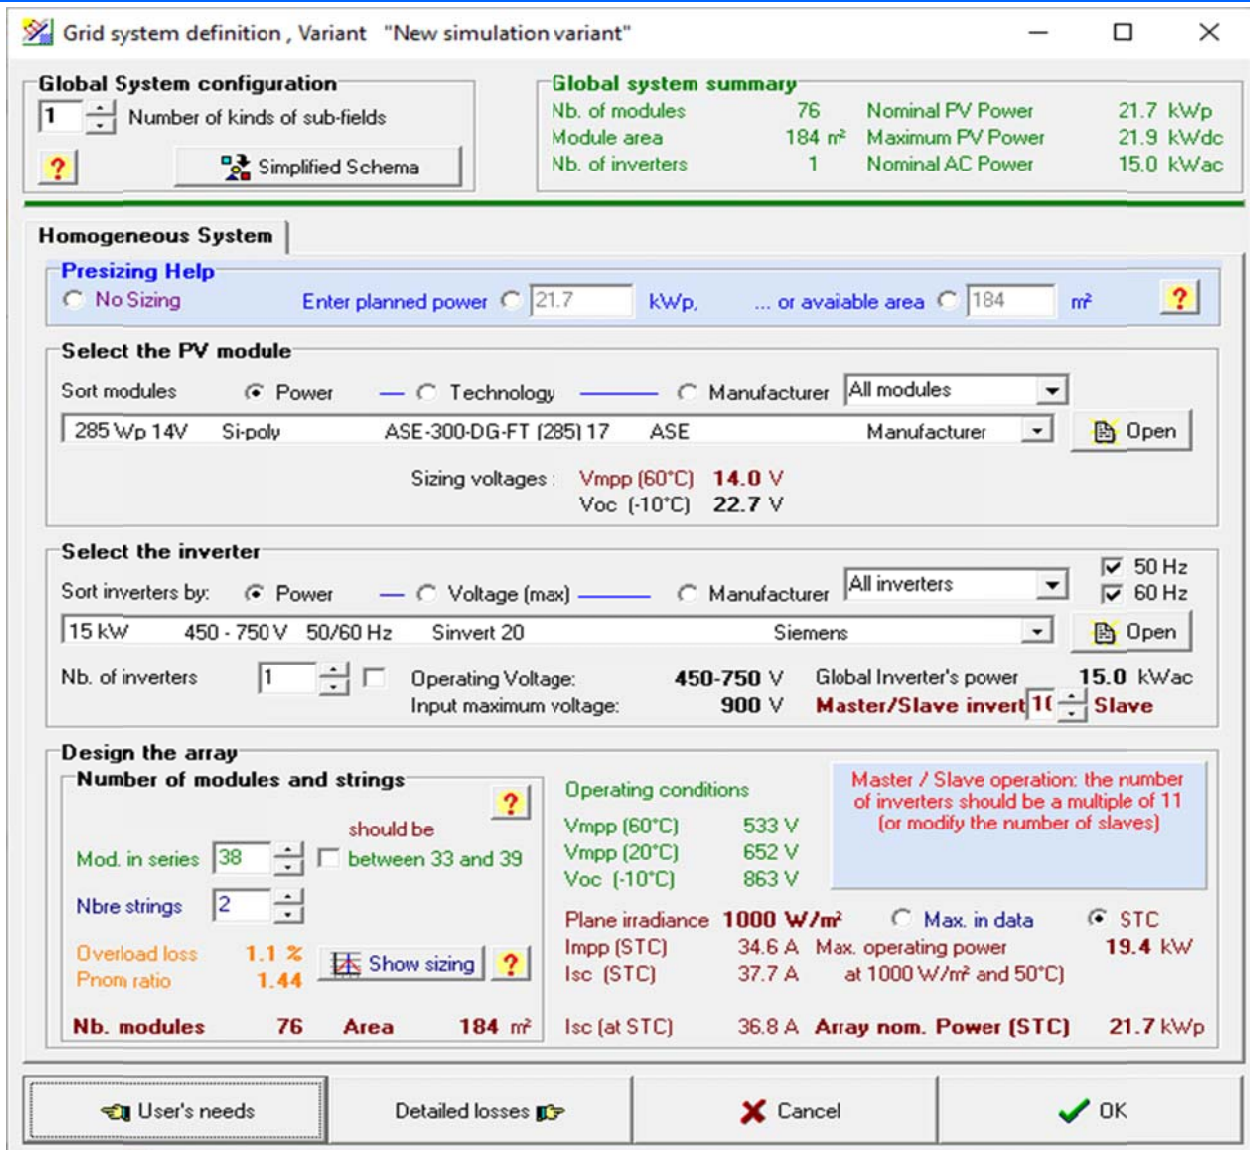 Grid system definition , Variant "New simulation variant"
Global System configuration
1 Number of kinds of sub-fields
? Simplified Schema
Global system summary
Nb. of modules 76 Nominal PV Power 21.7 kWp
Module area 184 m² Maximum PV Power 21.9 kWdc
Nb. of inverters 1 Nominal AC Power 15.0 kWac
Homogeneous System
Presizing Help
No Sizing Enter planned power 21.7 kWp, ... or avaiable area 184 m² ?
Select the PV module
Sort modules Power Technology Manufacturer All modules
285 Wp 14V Si-poly ASE-300-DG-FT (285) 17 ASE Manufacturer Open
Sizing voltages : Vmpp (60°C) 14.0 V
Voc (-10°C) 22.7 V
Select the inverter
Sort inverters by: Power Voltage (max) Manufacturer All inverters 50 Hz
60 Hz
15 kW 450 - 750 V 50/60 Hz Sinvert 20 Siemens Open
Nb. of inverters 1 Operating Voltage: 450-750 V Global Inverter's power 15.0 kWac
Input maximum voltage: 900 V Master/Slave invert 10 Slave
Design the array
Number of modules and strings
?
should be
Mod. in series 38 between 33 and 39
Nbre strings 2
Overload loss 1.1 %
Pnom ratio 1.44
Show sizing ?
Nb. modules 76 Area 184 m²
Operating conditions
Vmpp (60°C) 533 V
Vmpp (20°C) 652 V
Voc (-10°C) 863 V
Master / Slave operation: the number
of inverters should be a multiple of 11
(or modify the number of slaves)
Plane irradiance 1000 W/m² Max. in data STC
Impp (STC) 34.6 A Max. operating power 19.4 kW
Isc (STC) 37.7 A at 1000 W/m² and 50°C)
Isc (at STC) 36.8 A Array nom. Power (STC) 21.7 kWp
User's needs Detailed losses Cancel OK